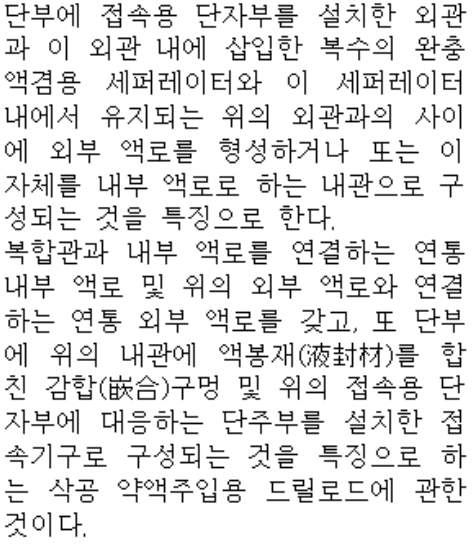 단부에 접속용 단자부를 설치한 외관
과 이 외관 내에 삽입한 복수의 완충
액겸용 세퍼레이터와 이 세퍼레이터
내에서 유지되는 위의 외관과의 사이
에 외부 액로를 형성하거나 또는 이
자체를 내부 액로로 하는 내관으로 구
성되는 것을 특징으로 한다.
복합관과 내부 액로를 연결하는 연통
내부 액로 및 위의 외부 액로와 연결
하는 연통 외부 액로를 갖고, 또 단부
에 위의 내관에 액봉재(液封材)를 합
친 감합(嵌合)구멍 및 위의 접속용 단
자부에 대응하는 단주부를 설치한 접
속기구로 구성되는 것을 특징으로 하
는 삭공 약액주입용 드릴로드에 관한
것이다.